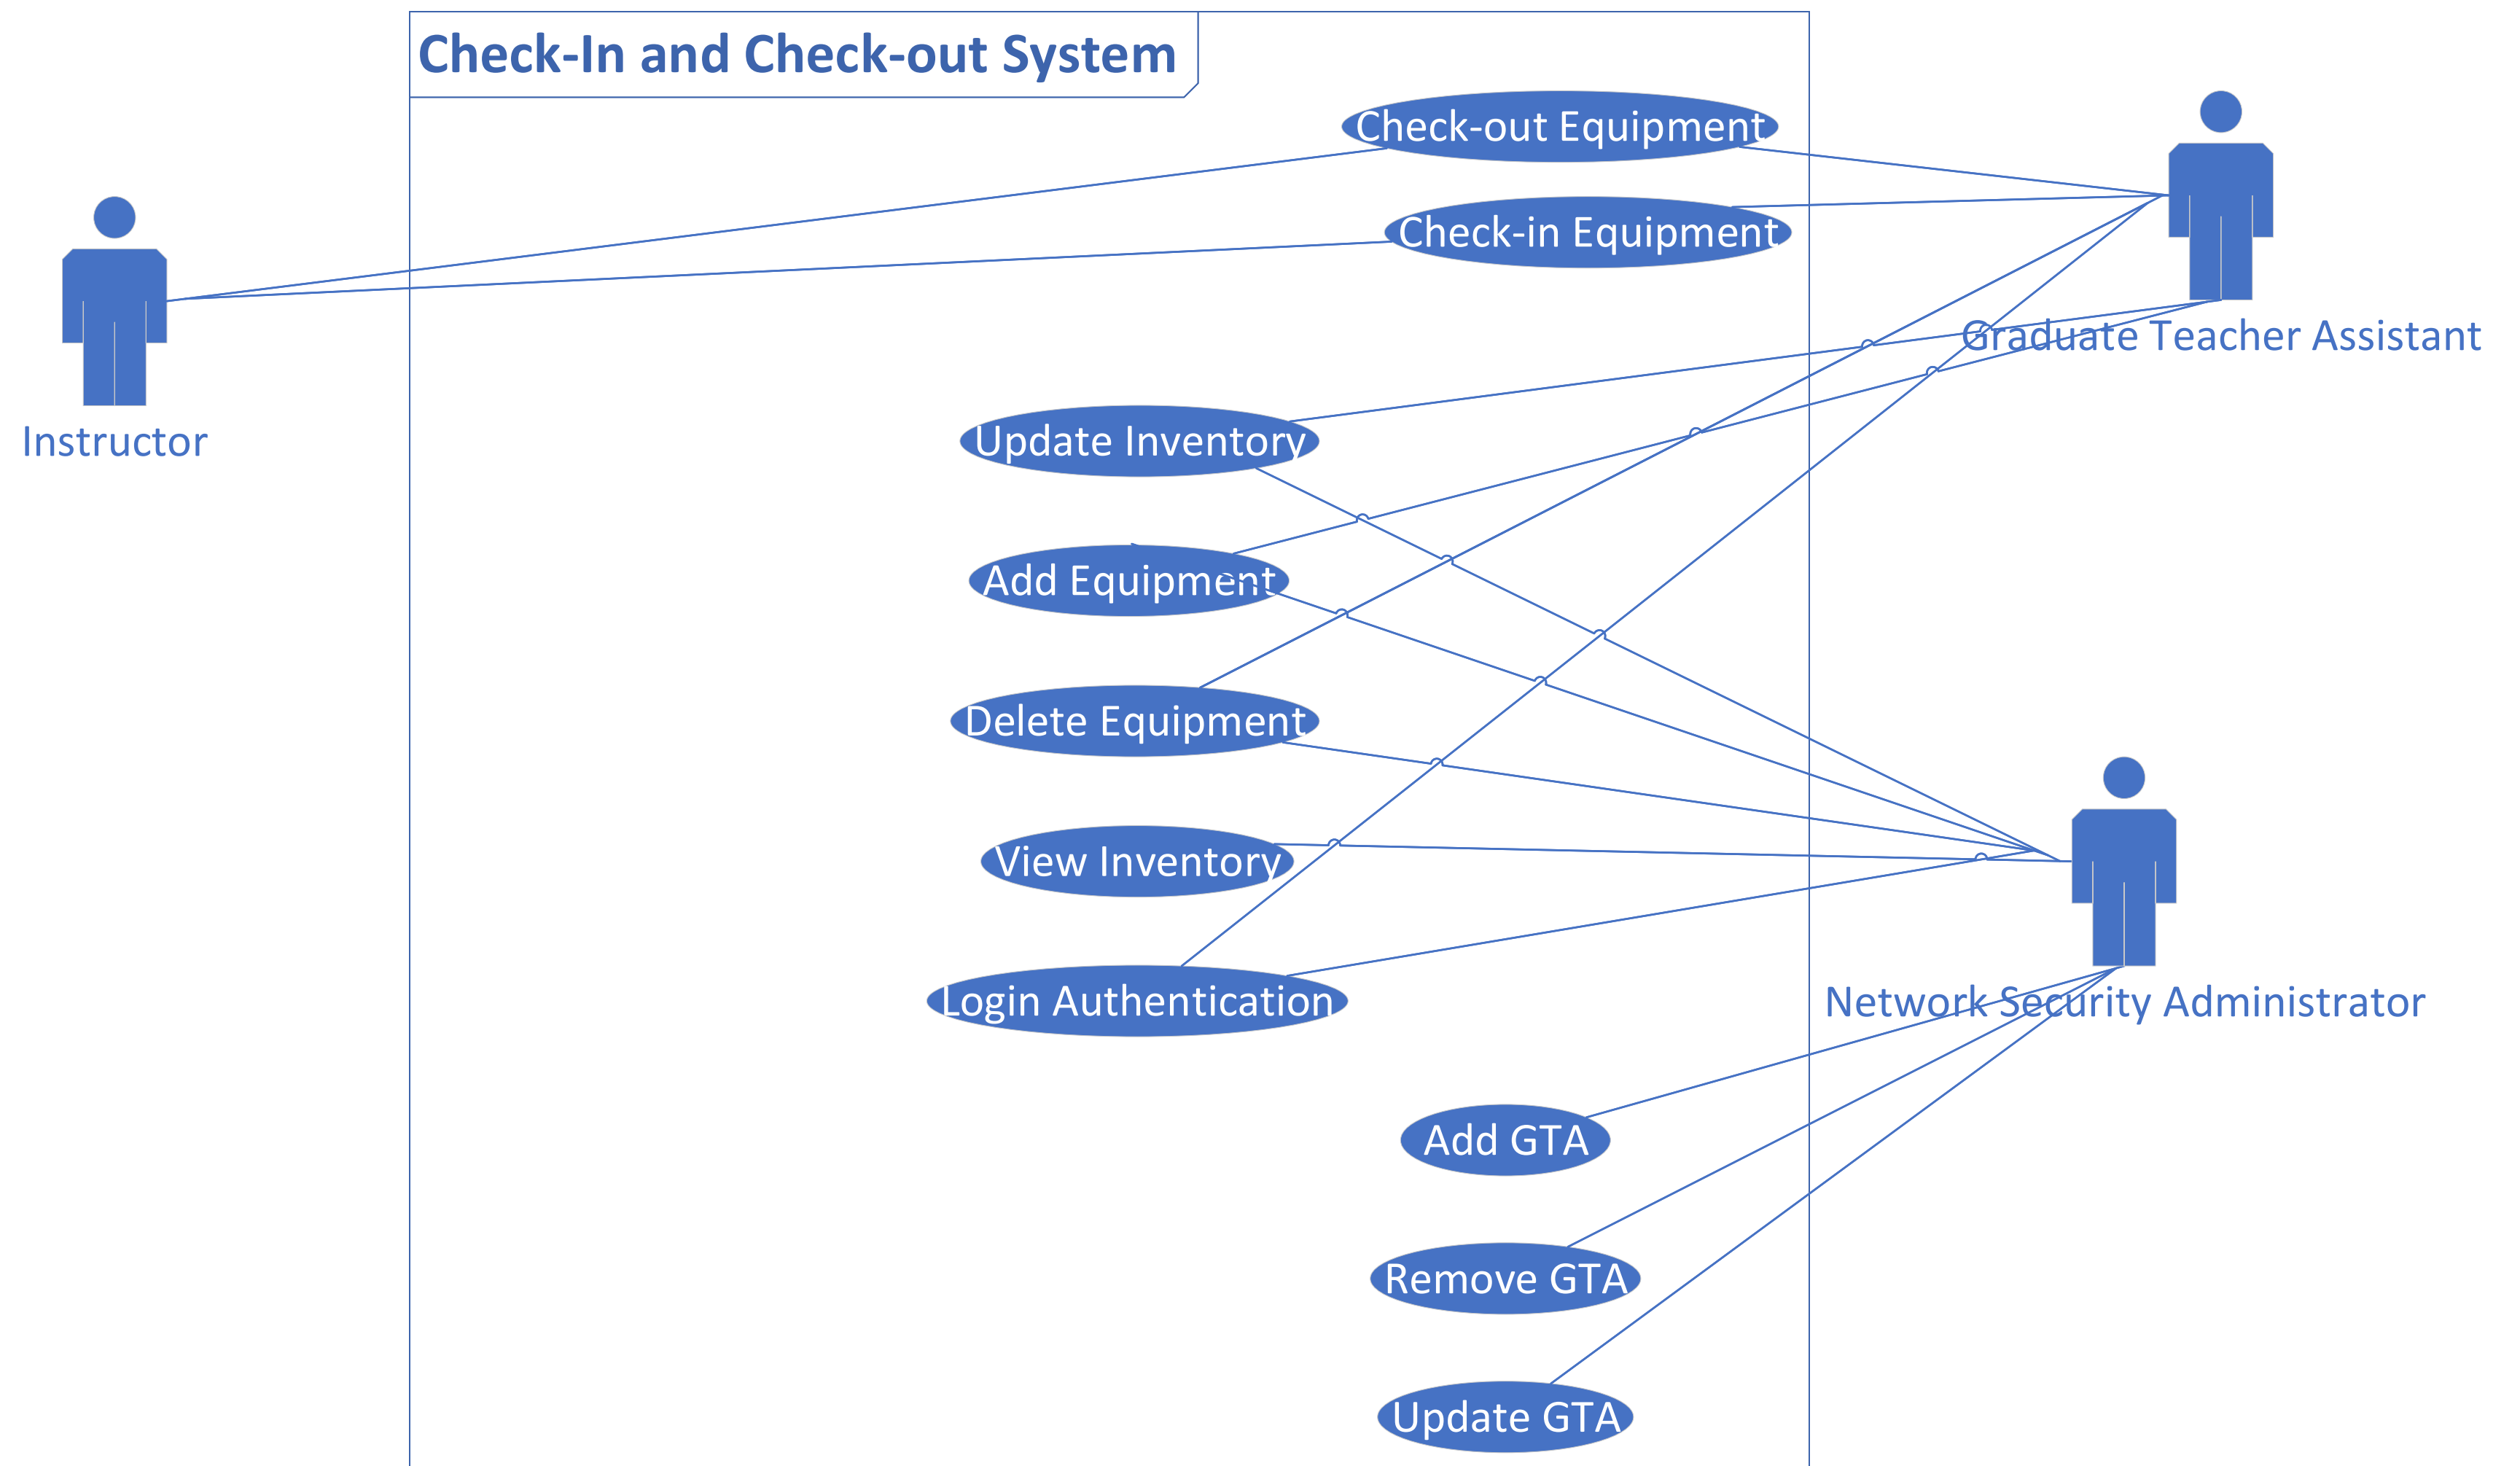 Check-In and Check-out System
Check-out Equipment
Check-in Equipment
Graduate Teacher Assistant
Instructor
Update Inventory
Add Equipment
Delete Equipment
View Inventory
Login Authentication
Network Security Administrator
Add GTA
Remove GTA
Update GTA